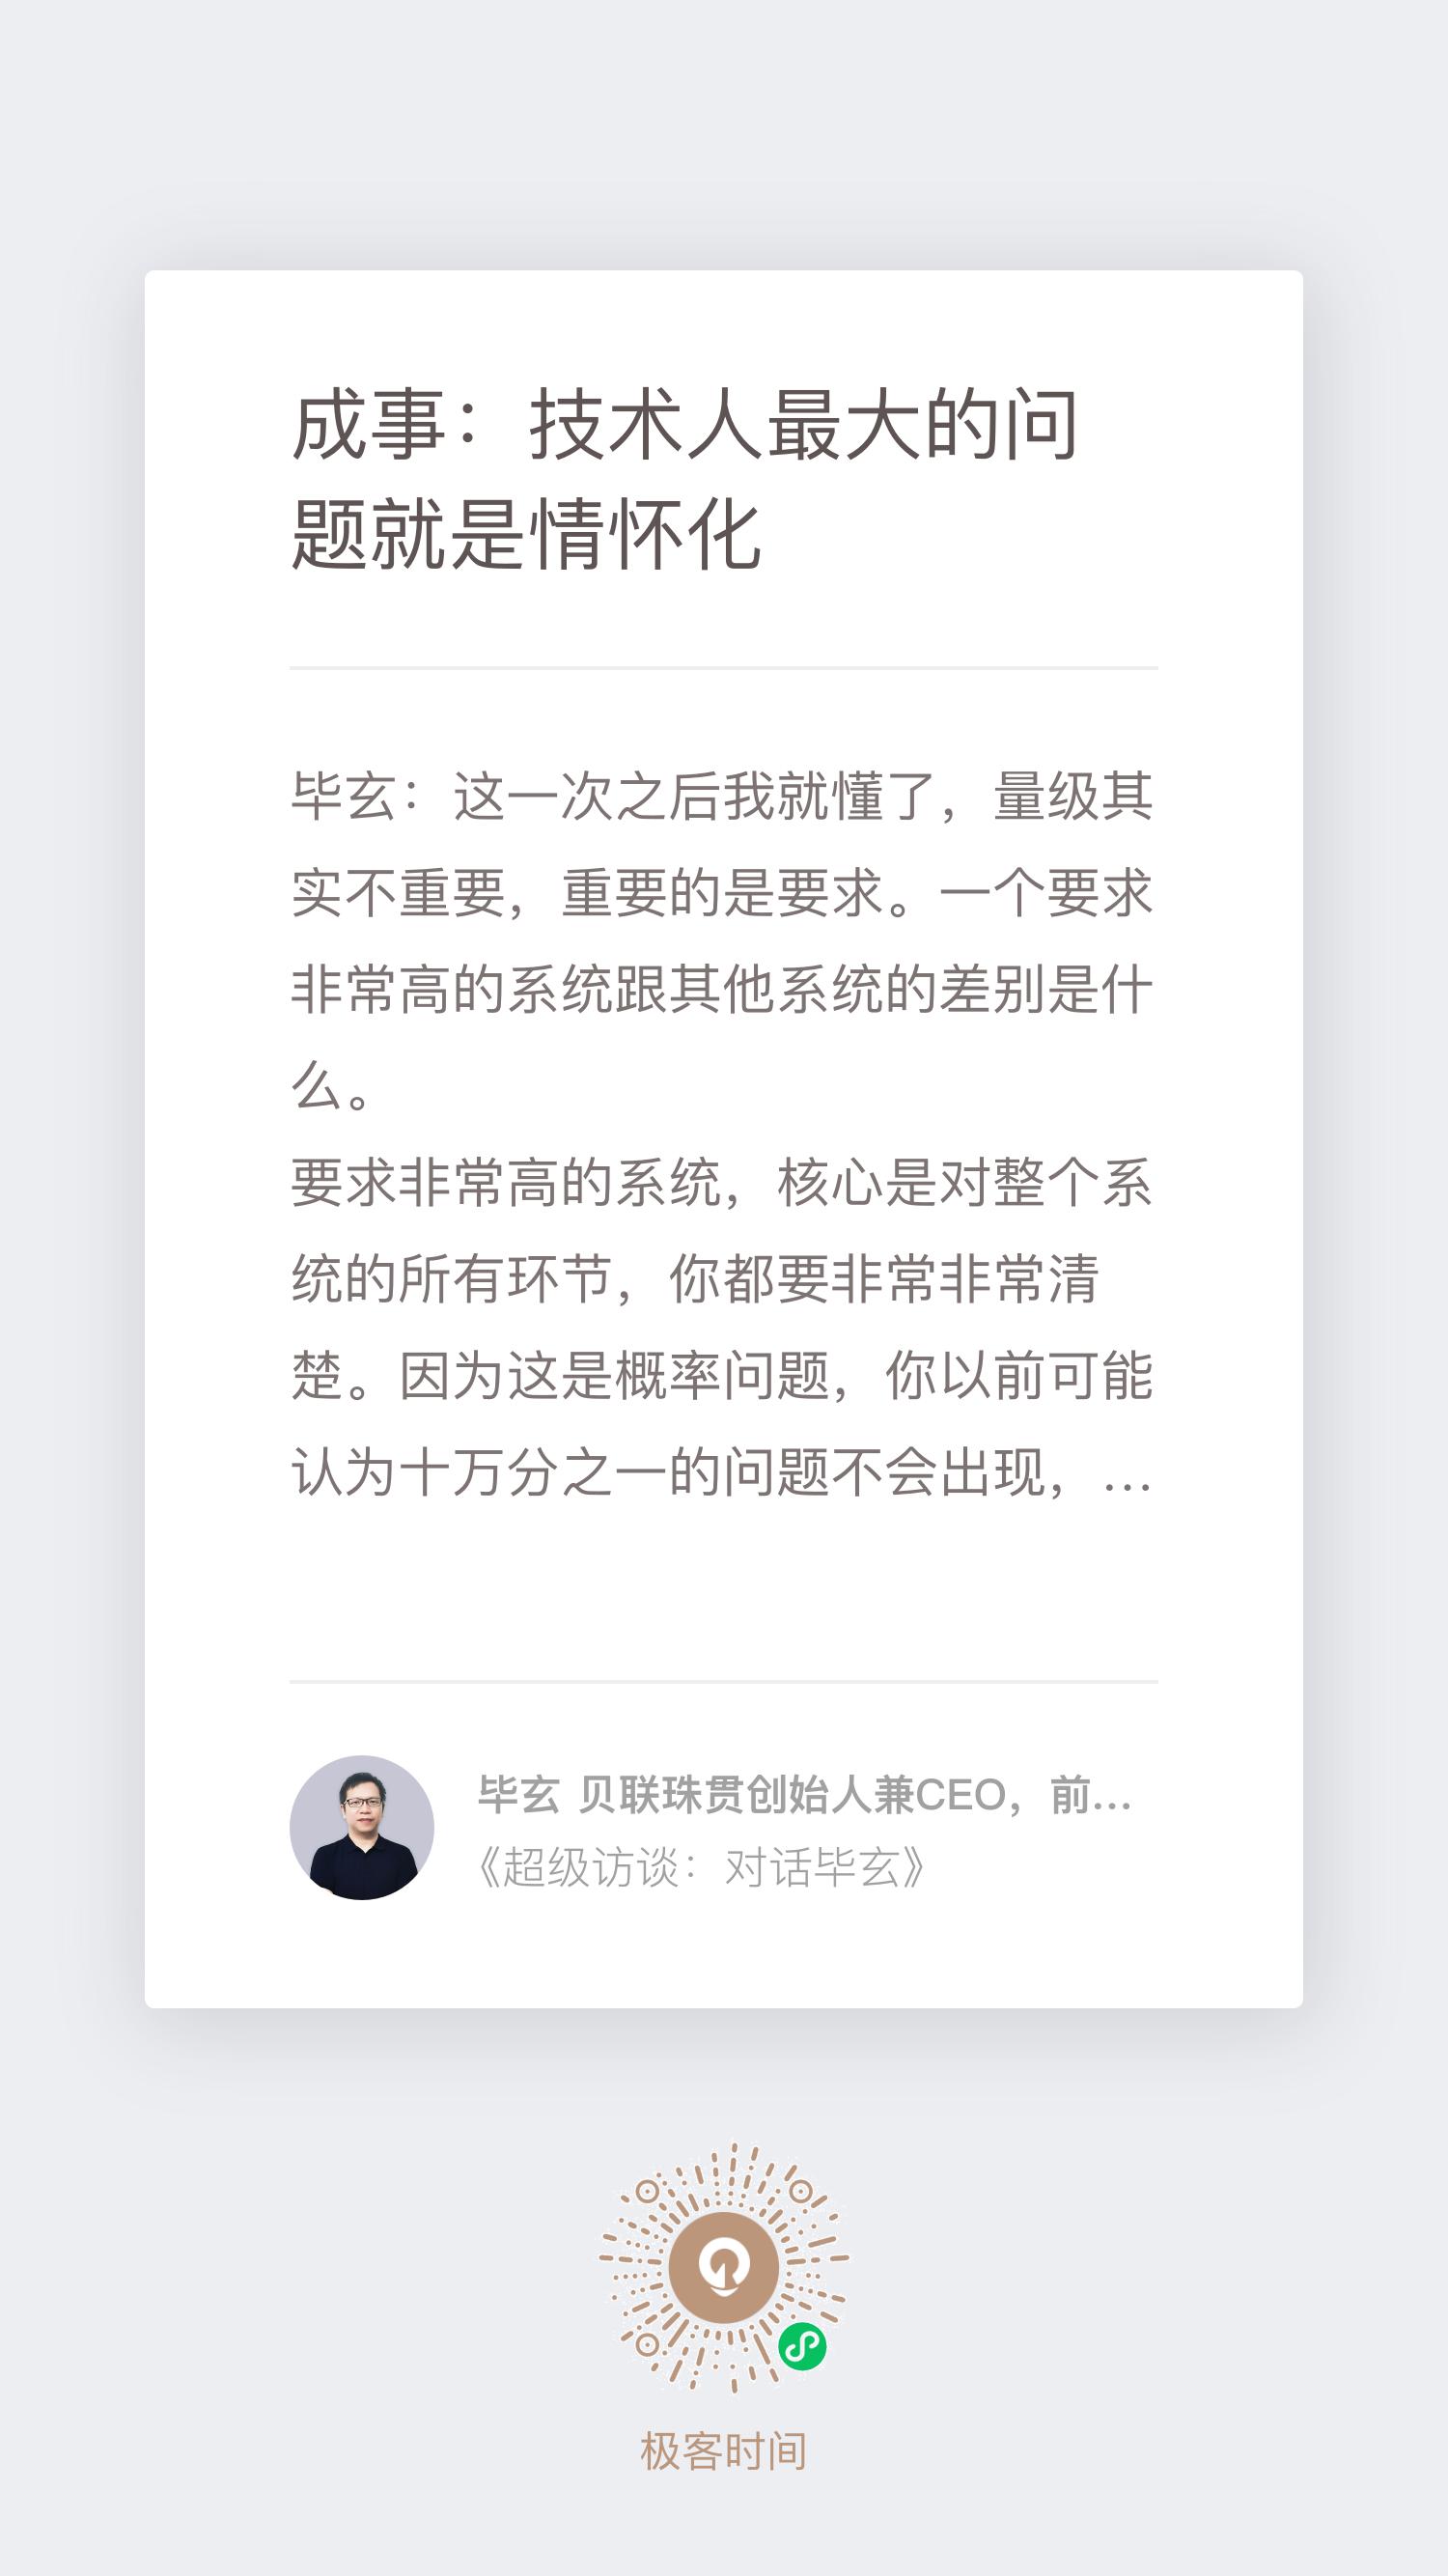 成事：技术人最大的问
题就是情怀化
毕玄：这一次之后我就懂了，量级其
实不重要，重要的是要求。一个要求
非常高的系统跟其他系统的差别是什
么。
要求非常高的系统，核心是对整个系
统的所有环节，你都要非常非常清
楚。因为这是概率问题，你以前可能
认为十万分之一的问题不会出现，…
毕玄 贝联珠贯创始人兼CEO，前...
《超级访谈：对话毕玄》
极客时间